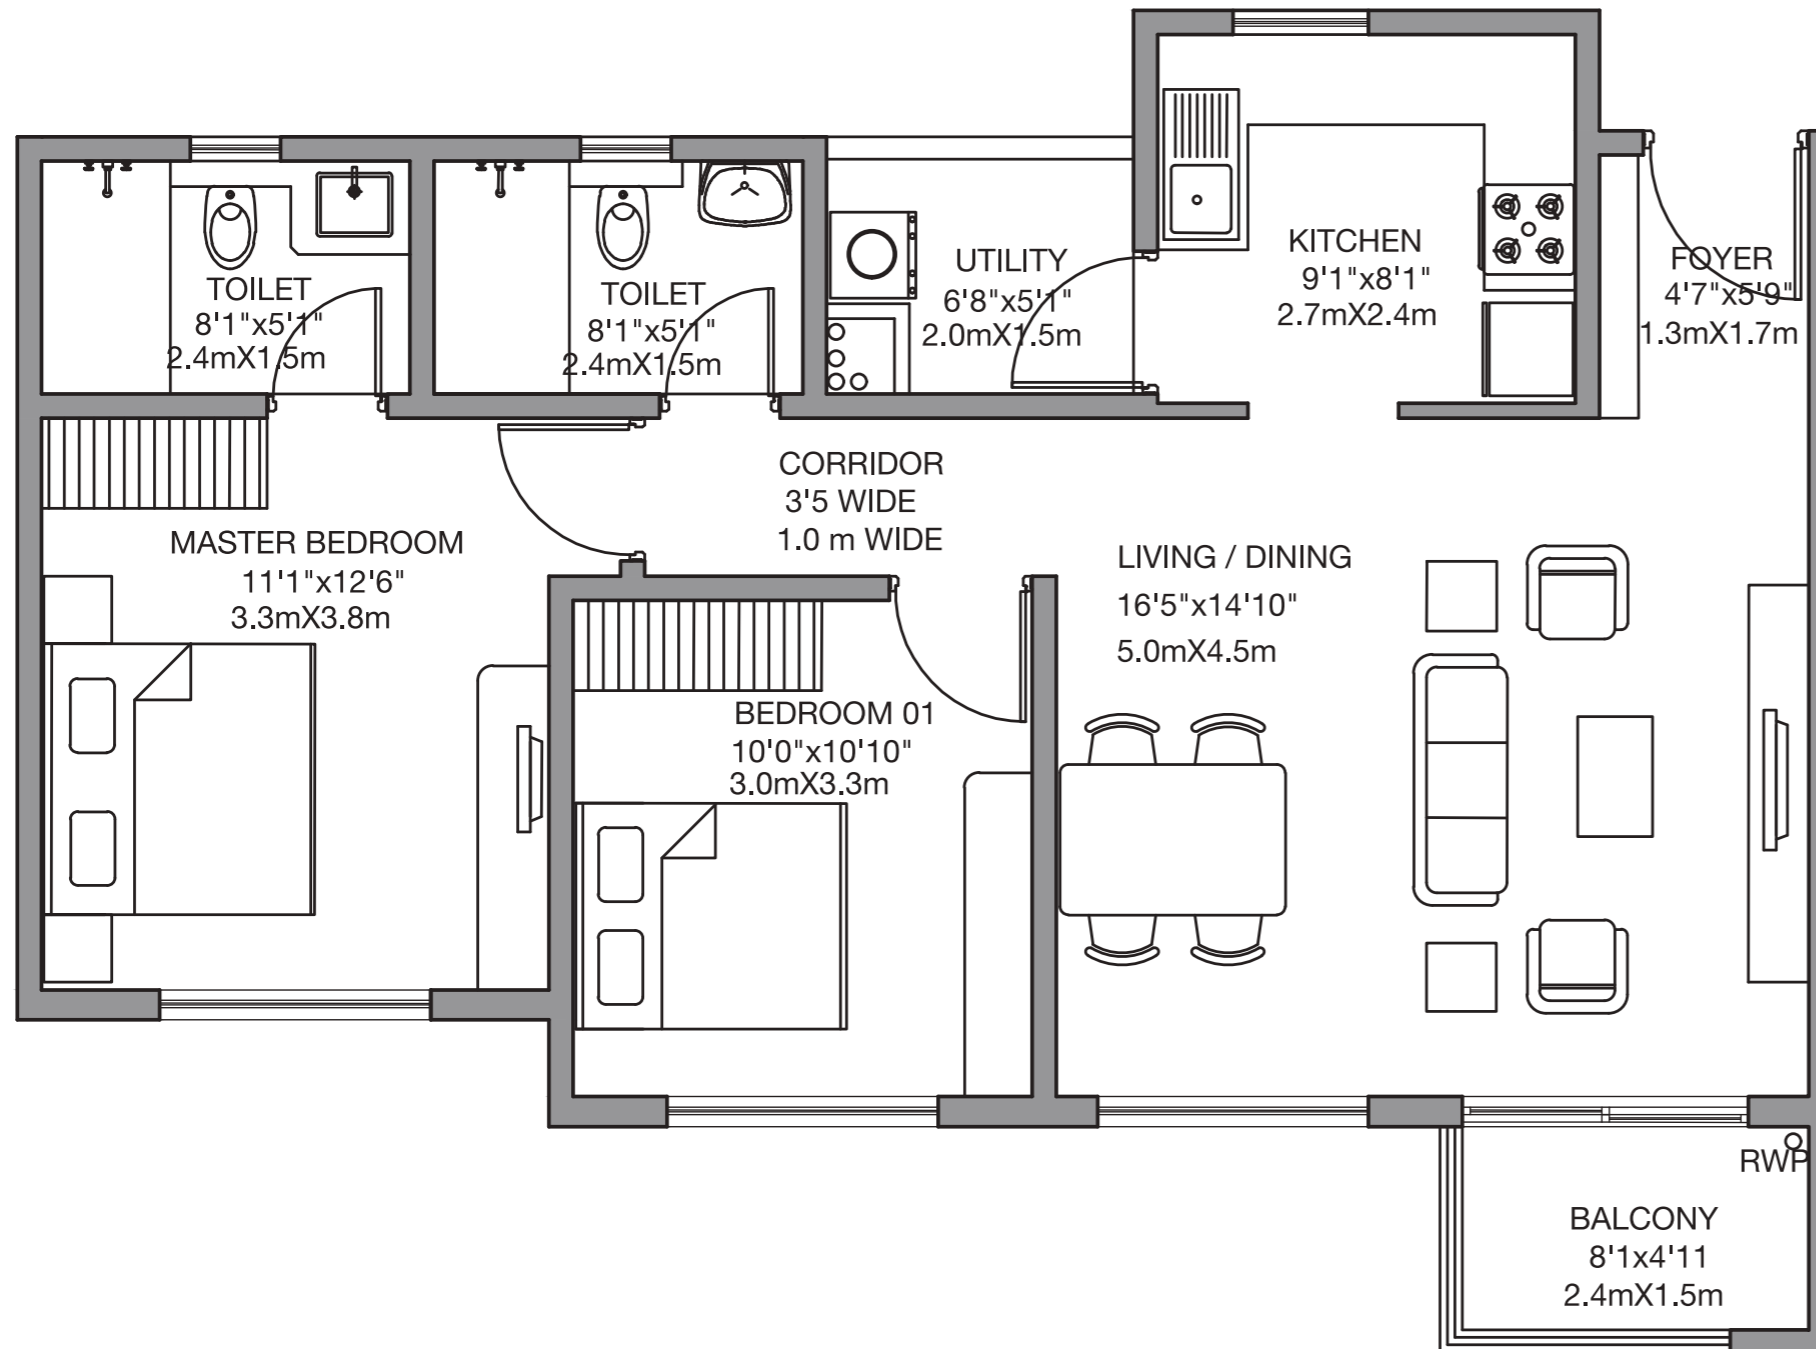 TOILET
8'1"x5'1"
2.4mX1.5m
TOILET
8'1"x5'1"
2.4mX1.5m
UTILITY
6'8"x5'1"
2.0mX1.5m
KITCHEN
9'1"x8'1"
2.7mX2.4m
FOYER
4'7"x5'9"
1.3mX1.7m
CORRIDOR
3'5 WIDE
1.0 m WIDE
MASTER BEDROOM
11'1"x12'6"
3.3mX3.8m
LIVING / DINING
16'5"x14'10"
5.0mX4.5m
BEDROOM 01
10'0"x10'10"
3.0mX3.3m
RWP
BALCONY
8'1x4'11
2.4mX1.5m